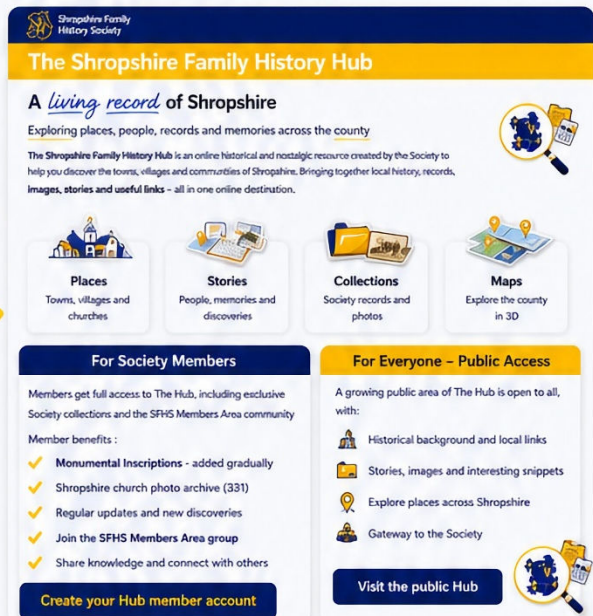 Shropshire Family
History Society
The Shropshire Family History Hub
A living record of Shropshire
Exploring places, people, records and memories across the county
The Shropshire Family History Hub is an online historical and nostalgic resource created by the Society to
help you discover the towns, villages and communities of Shropshire. Bringing together local history, records,
images, stories and useful links – all in one online destination.
Places
Towns, villages and
churches
Stories
People, memories and
discoveries
Collections
Society records and
photos
Maps
Explore the county
in 3D
For Society Members
Members get full access to The Hub, including exclusive
Society collections and the SFHS Members Area community
Member benefits :
Monumental Inscriptions - added gradually
Shropshire church photo archive (331)
Regular updates and new discoveries
Join the SFHS Members Area group
Share knowledge and connect with others
Create your Hub member account
For Everyone – Public Access
A growing public area of The Hub is open to all,
with:
Historical background and local links
Stories, images and interesting snippets
Explore places across Shropshire
Gateway to the Society
Visit the public Hub